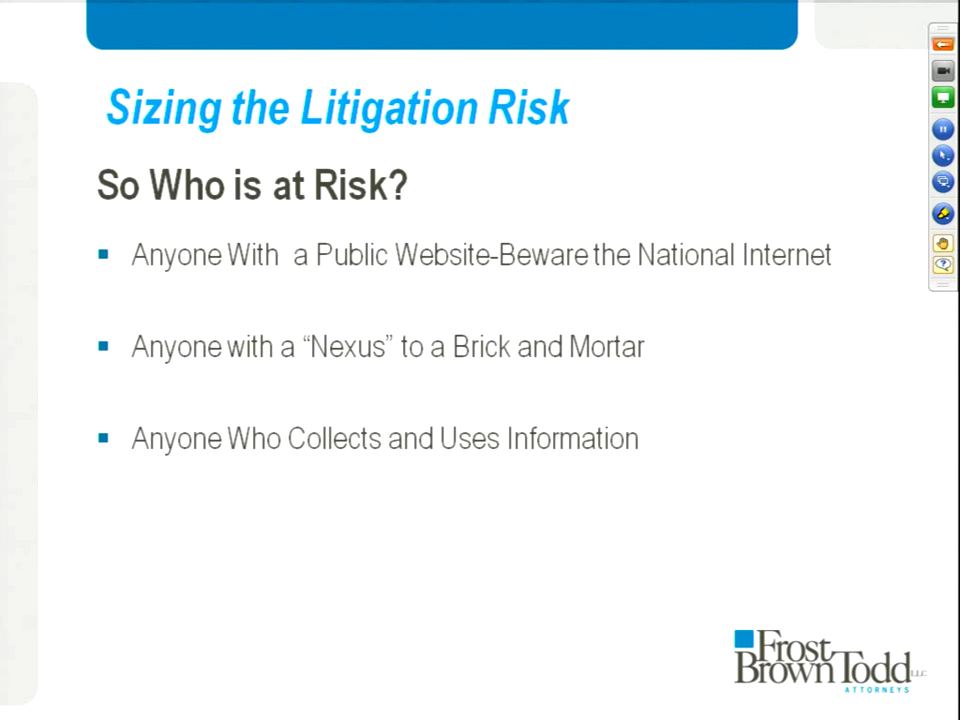 Sizing the Litigation Risk
So Who is at Risk?
Anyone With a Public Website-Beware the National Internet
Anyone with a “Nexus” to a Brick and Mortar
Anyone Who Collects and Uses Information
Frost
Brown Todd LLC
ATTORNEYS